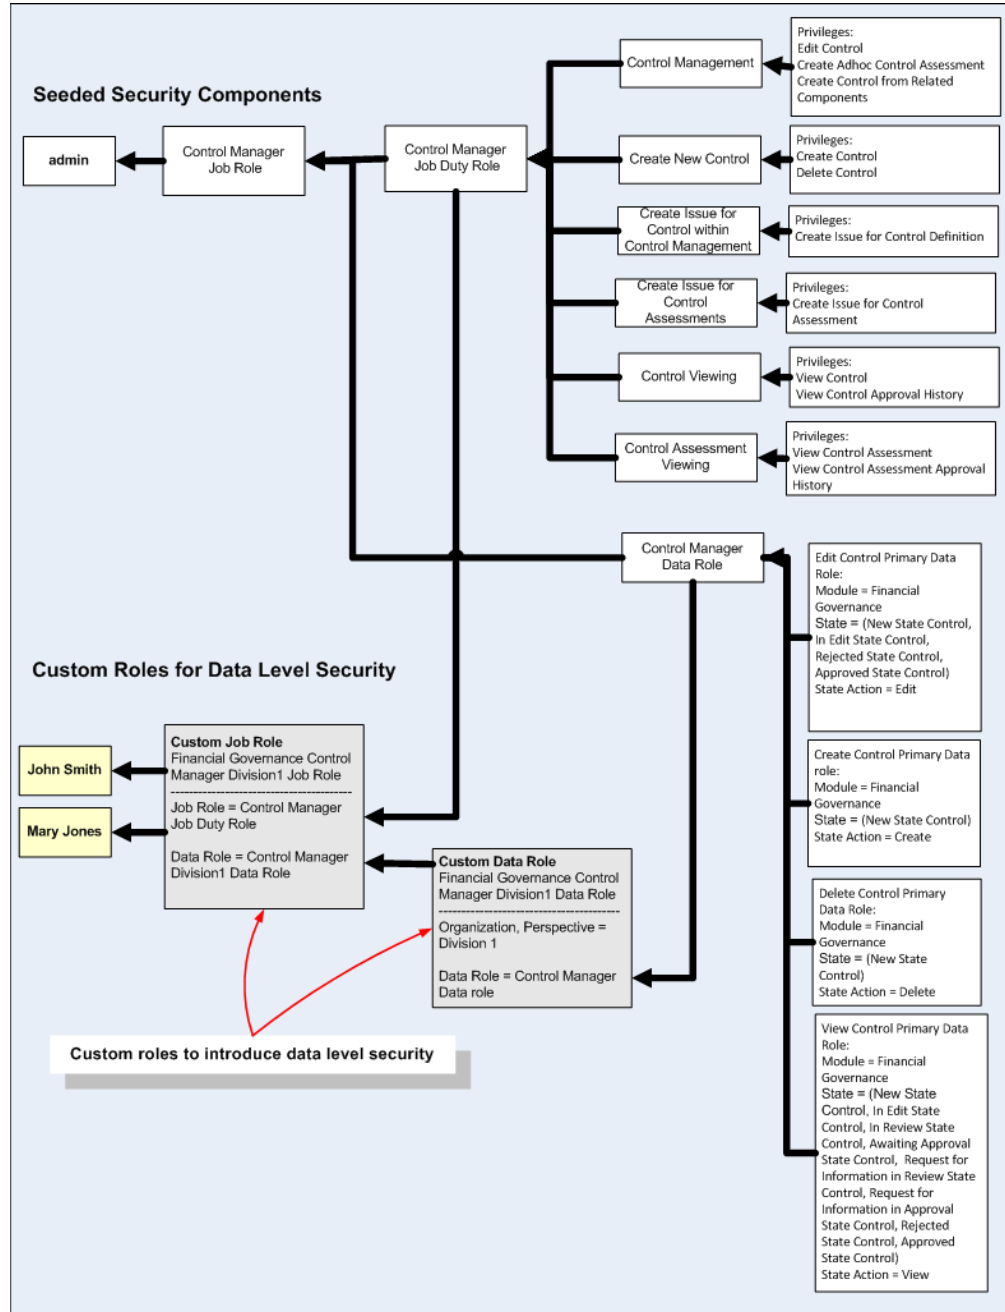 Seeded Security Components
admin
Control Manager
Job Role
Control Manager
Job Duty Role
Control Management
Privileges:
Edit Control
Create Adhoc Control Assessment
Create Control from Related
Components
Create New Control
Privileges:
Create Control
Delete Control
Create Issue for
Control within
Control Management
Privileges:
Create Issue for Control Definition
Create Issue for
Control
Assessments
Privileges:
Create Issue for Control
Assessment
Control Viewing
Privileges:
View Control
View Control Approval History
Control Assessment
Viewing
Privileges:
View Control Assessment
View Control Assessment Approval
History
Control Manager
Data Role
Edit Control Primary Data
Role:
Module = Financial
Governance
State = (New State Control,
In Edit State Control,
Rejected State Control,
Approved State Control)
State Action = Edit
Create Control Primary Data
role:
Module = Financial
Governance
State = (New State Control)
State Action = Create
Delete Control Primary
Data Role:
Module = Financial
Governance
State = (New State
Control)
State Action = Delete
View Control Primary Data
Role:
Module = Financial
Governance
State = (New State
Control, In Edit State
Control, In Review State
Control, Awaiting Approval
State Control, Request for
Information in Review State
Control, Request for
Information in Approval
State Control, Rejected
State Control, Approved
State Control)
State Action = View
Custom Roles for Data Level Security
John Smith
Mary Jones
Custom Job Role
Financial Governance Control
Manager Division1 Job Role
Job Role = Control Manager
Job Duty Role
Data Role = Control Manager
Division1 Data Role
Custom Data Role
Financial Governance Control
Manager Division1 Data Role
Organization, Perspective =
Division 1
Data Role = Control Manager
Data role
Custom roles to introduce data level security